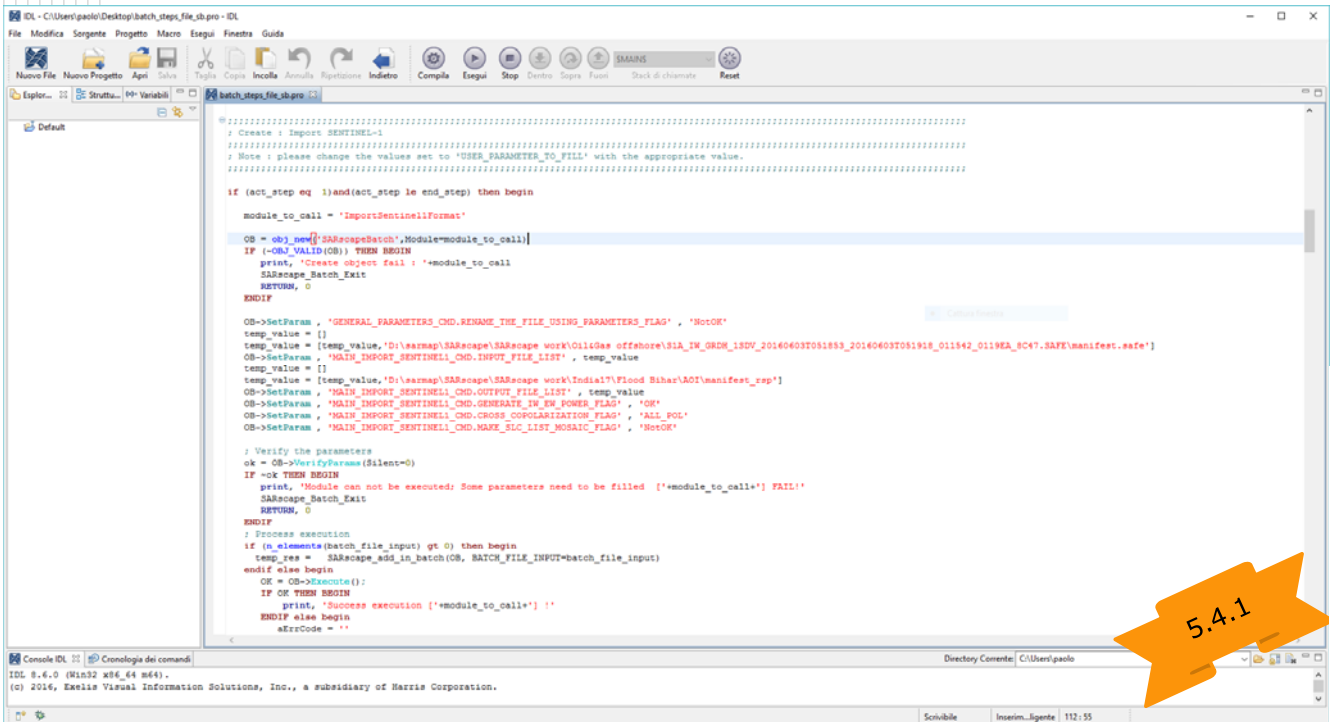 IDL - C:\Users\paolo\Desktop\batch_steps_file_sb.pro - IDL
File Modifica Sorgente Progetto Macro Esegui Finestra Guida
Nuovo File Nuovo Progetto Apri Salva Taglia Copia Incolla Annulla Ripetizione Indietro Compila Esegui Stop Dentro Sopra Fuori Stack di chiamate Reset
$MAIN$
Esplor... Struttu... Variabili batch_steps_file_sb.pro
Default
;;;;;;;;;;;;;;;;;;;;;;;;;;;;;;;;;;;;;;;;;;;;;;;;;;;;;;;;;;;;;;;;;;;;;;;;;;;;;;;;;;;;;;;;;;;;;;;;;;;;;;;
; Create : Import SENTINEL-1
;;;;;;;;;;;;;;;;;;;;;;;;;;;;;;;;;;;;;;;;;;;;;;;;;;;;;;;;;;;;;;;;;;;;;;;;;;;;;;;;;;;;;;;;;;;;;;;;;;;;;;;
; Note : please change the values set to 'USER_PARAMETER_TO_FILL' with the appropriate value.
;;;;;;;;;;;;;;;;;;;;;;;;;;;;;;;;;;;;;;;;;;;;;;;;;;;;;;;;;;;;;;;;;;;;;;;;;;;;;;;;;;;;;;;;;;;;;;;;;;;;;;;
if (act_step eq 1)and(act_step le end_step) then begin
module_to_call = 'ImportSentinel1Format'
OB = obj_new('SARscapeBatch',Module=module_to_call)
IF (~OBJ_VALID(OB)) THEN BEGIN
print, 'Create object fail : '+module_to_call
SARscape_Batch_Exit
RETURN, 0
ENDIF
OB->SetParam , 'GENERAL_PARAMETERS_CMD.RENAME_THE_FILE_USING_PARAMETERS_FLAG' , 'NotOK'
temp_value = []
temp_value = [temp_value,'D:\sarmap\SARscape\SARscape work\Oil&Gas offshore\S1A_IW_GRDH_1SDV_20160603T051853_20160603T051918_011542_0119EA_8C47.SAFE\manifest.safe']
OB->SetParam , 'MAIN_IMPORT_SENTINEL1_CMD.INPUT_FILE_LIST' , temp_value
temp_value = []
temp_value = [temp_value,'D:\sarmap\SARscape\SARscape work\India17\Flood Bihar\AOI\manifest_rsp']
OB->SetParam , 'MAIN_IMPORT_SENTINEL1_CMD.OUTPUT_FILE_LIST' , temp_value
OB->SetParam , 'MAIN_IMPORT_SENTINEL1_CMD.GENERATE_IW_EW_POWER_FLAG' , 'OK'
OB->SetParam , 'MAIN_IMPORT_SENTINEL1_CMD.CROSS_COPOLARIZATION_FLAG' , 'ALL_POL'
OB->SetParam , 'MAIN_IMPORT_SENTINEL1_CMD.MAKE_SLC_LIST_MOSAIC_FLAG' , 'NotOK'
; Verify the parameters
ok = OB->VerifyParams(Silent=0)
IF ~ok THEN BEGIN
print, 'Module can not be executed; Some parameters need to be filled ['+module_to_call+'] FAIL!'
SARscape_Batch_Exit
RETURN, 0
ENDIF
; Process execution
if (n_elements(batch_file_input) gt 0) then begin
temp_res = SARscape_add_in_batch(OB, BATCH_FILE_INPUT=batch_file_input)
endif else begin
OK = OB->Execute();
IF OK THEN BEGIN
print, 'Success execution ['+module_to_call+'] !'
ENDIF else begin
aErrCode = ''
5.4.1
Console IDL Cronologia dei comandi Directory Corrente: C:\Users\paolo
IDL 8.6.0 (Win32 x86_64 m64).
(c) 2016, Exelis Visual Information Solutions, Inc., a subsidiary of Harris Corporation.
Scrivibile Inserim...ligente 112 : 55